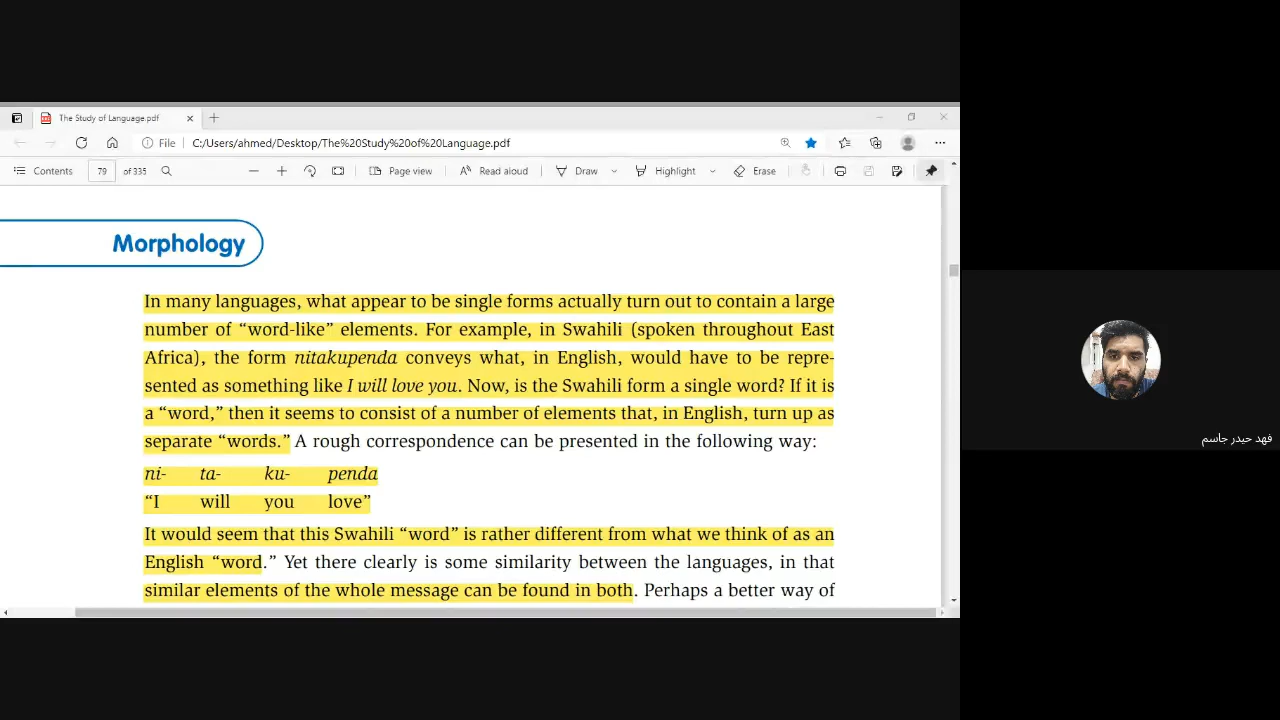 The Study of Language.pdf
File C:/Users/ahmed/Desktop/The%20Study%20of%20Language.pdf
Contents 79 of 335 Page view Read aloud Draw Highlight Erase
Morphology
In many languages, what appear to be single forms actually turn out to contain a large
number of “word-like” elements. For example, in Swahili (spoken throughout East
Africa), the form nitakupenda conveys what, in English, would have to be repre-
sented as something like I will love you. Now, is the Swahili form a single word? If it is
a “word,” then it seems to consist of a number of elements that, in English, turn up as
separate “words.” A rough correspondence can be presented in the following way:
ni- ta- ku- penda
“I will you love”
It would seem that this Swahili “word” is rather different from what we think of as an
English “word.” Yet there clearly is some similarity between the languages, in that
similar elements of the whole message can be found in both. Perhaps a better way of
فهد حيدر جاسم